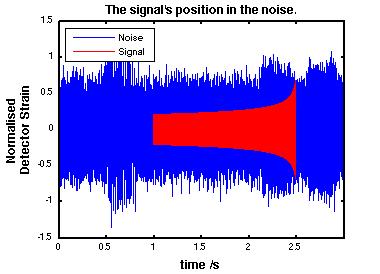 The signal's position in the noise.
Noise
Signal
Normalised
Detector Strain
1.5
1
0.5
0
-0.5
-1
-1.5
0 0.5 1 1.5 2 2.5
time /s